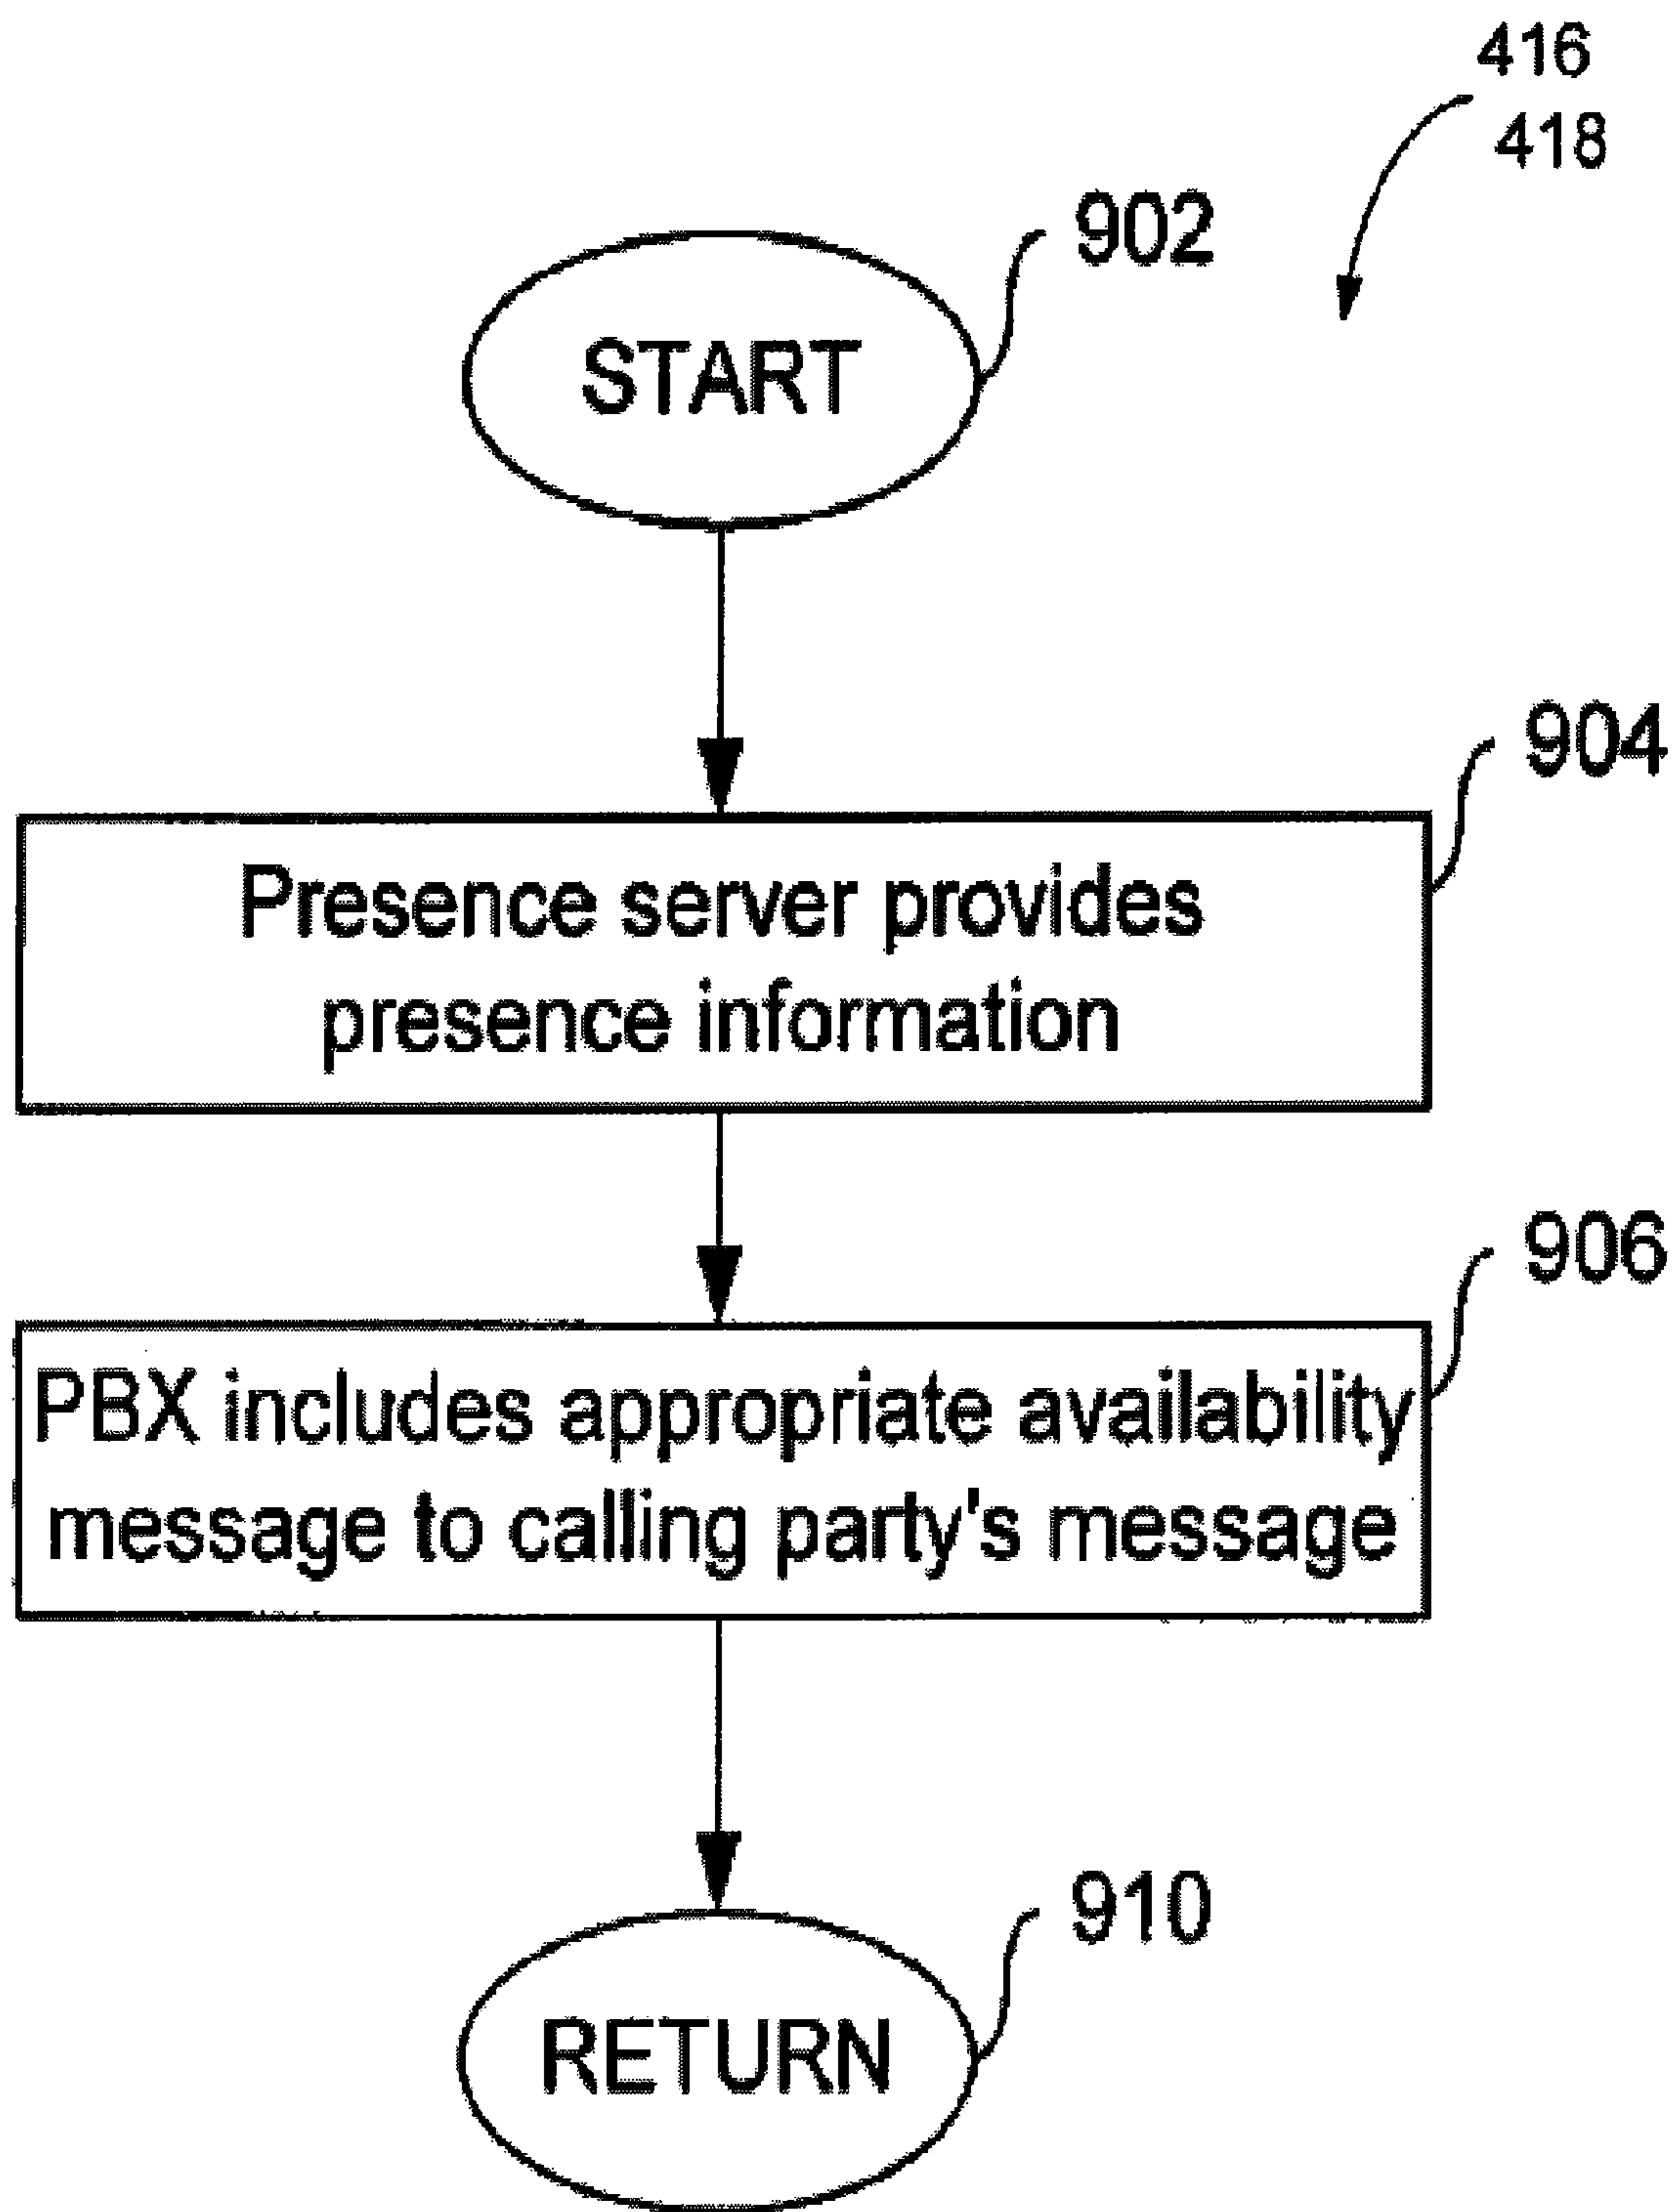 416
418
902
START
904
Presence server provides
presence information
906
PBX includes appropriate availability
message to calling party's message
910
RETURN